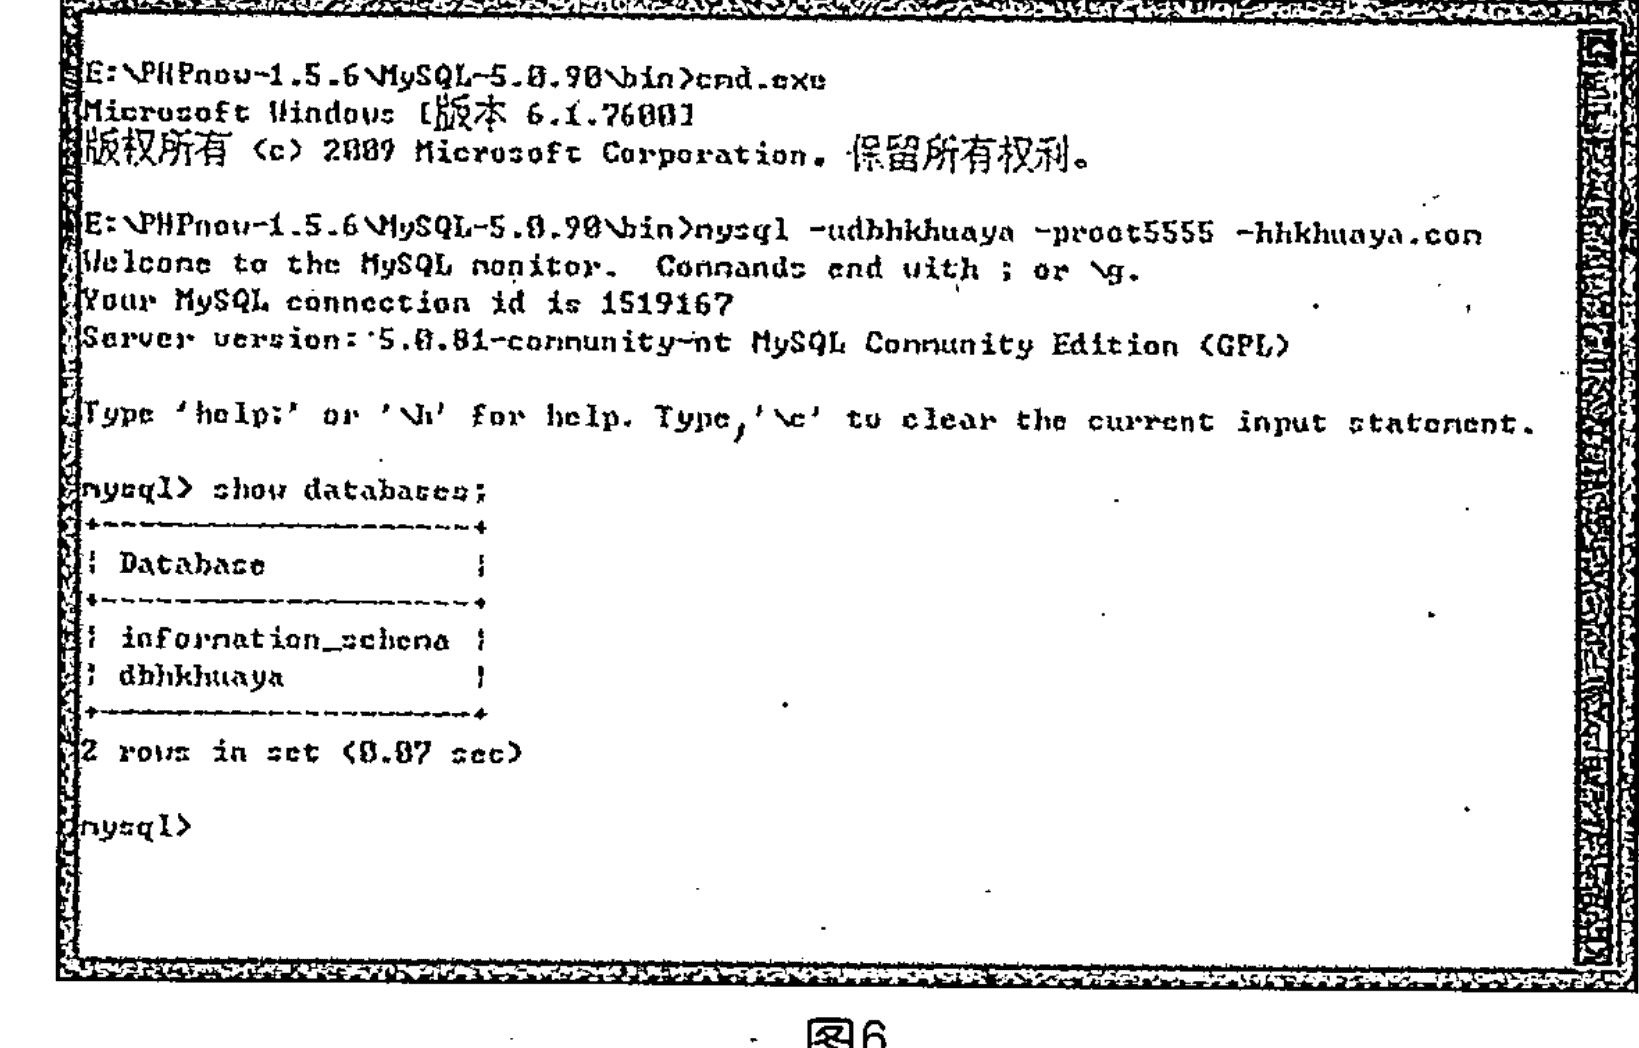 E:\PHPnow-1.5.6\MySQL-5.0.90\bin>cmd.exe
Microsoft Windows [版本 6.1.7600]
版权所有 (c) 2009 Microsoft Corporation. 保留所有权利。
E:\PHPnow-1.5.6\MySQL-5.0.90\bin>mysql -udbhkhuaya -proot5555 -hhkhuaya.com
Welcome to the MySQL monitor.  Commands end with ; or \g.
Your MySQL connection id is 1519167
Server version: 5.0.81-community-nt MySQL Community Edition (GPL)
Type 'help;' or '\h' for help. Type '\c' to clear the current input statement.
mysql> show databases;
+--------------------+
| Database           |
+--------------------+
| information_schema |
| dbhkhuaya          |
+--------------------+
2 rows in set (0.07 sec)
mysql>
图6